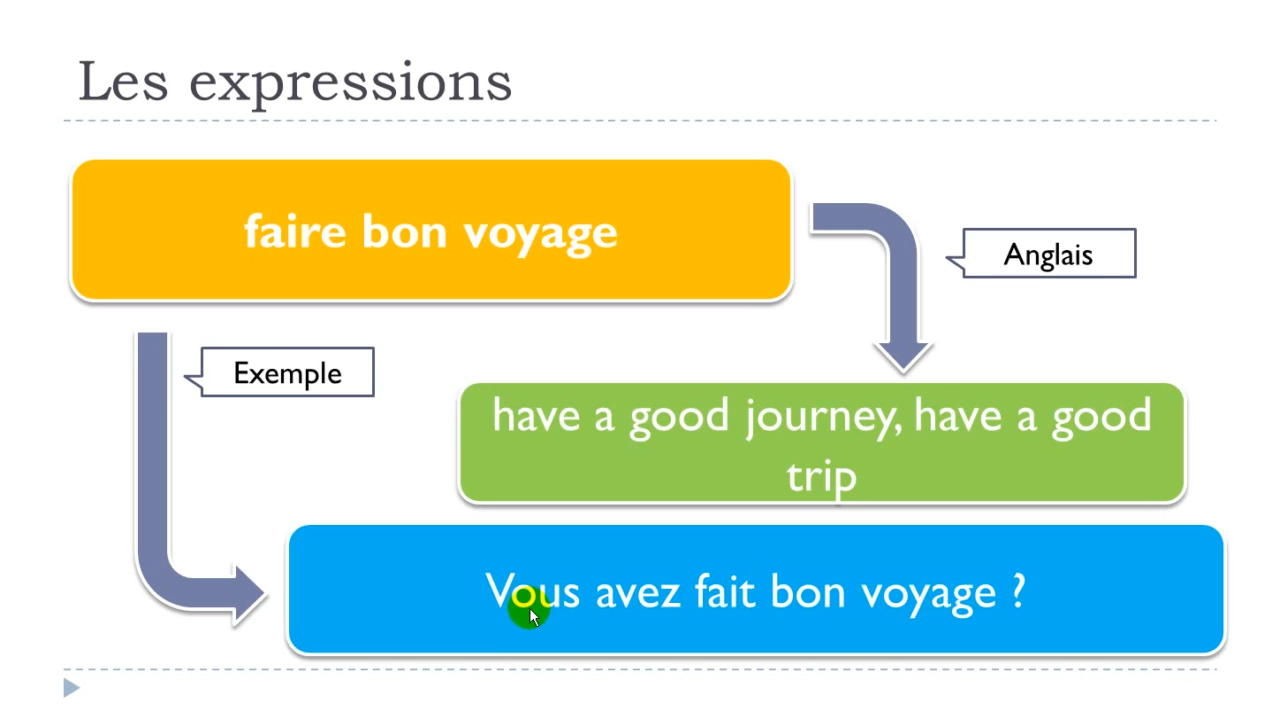 Les expressions
faire bon voyage
Anglais
Exemple
have a good journey, have a good
trip
Vous avez fait bon voyage ?